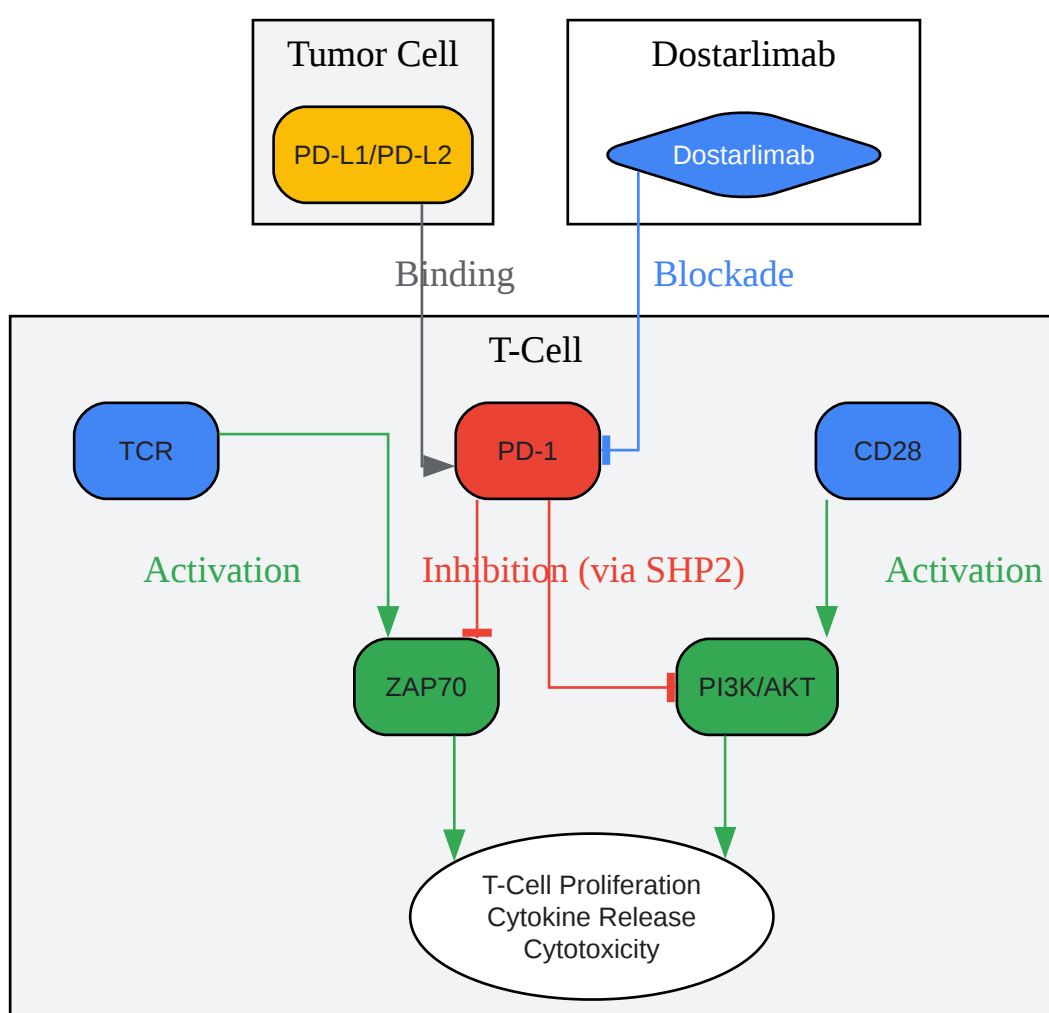 Tumor Cell
Dostarlimab
PD-L1/PD-L2
Dostarlimab
Binding
Blockade
T-Cell
TCR
PD-1
CD28
Activation
Inhibition (via SHP2)
Activation
ZAP70
PI3K/AKT
T-Cell Proliferation
Cytokine Release
Cytotoxicity